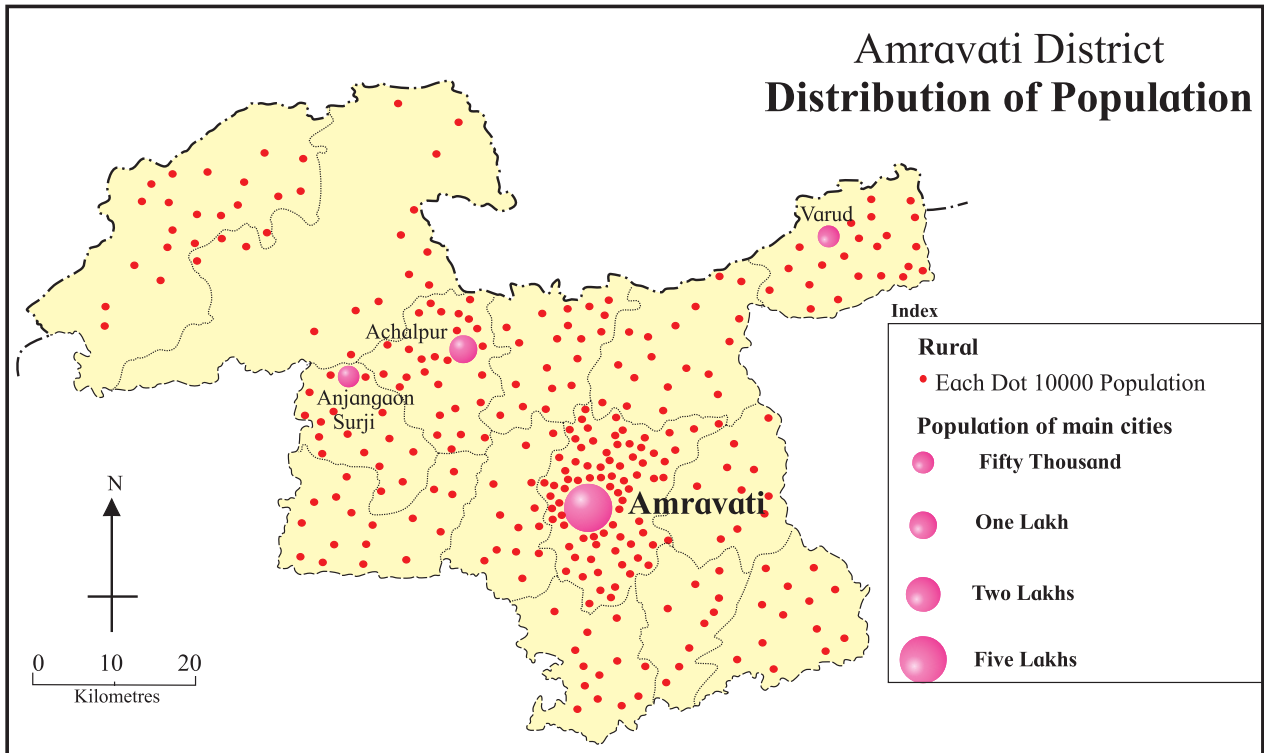 Amravati District
Distribution of Population
Varud
Achalpur
Anjangaon
Surji
Amravati
Index
Rural
Each Dot 10000 Population
Population of main cities
Fifty Thousand
One Lakh
Two Lakhs
Five Lakhs
N
0 10 20
Kilometres